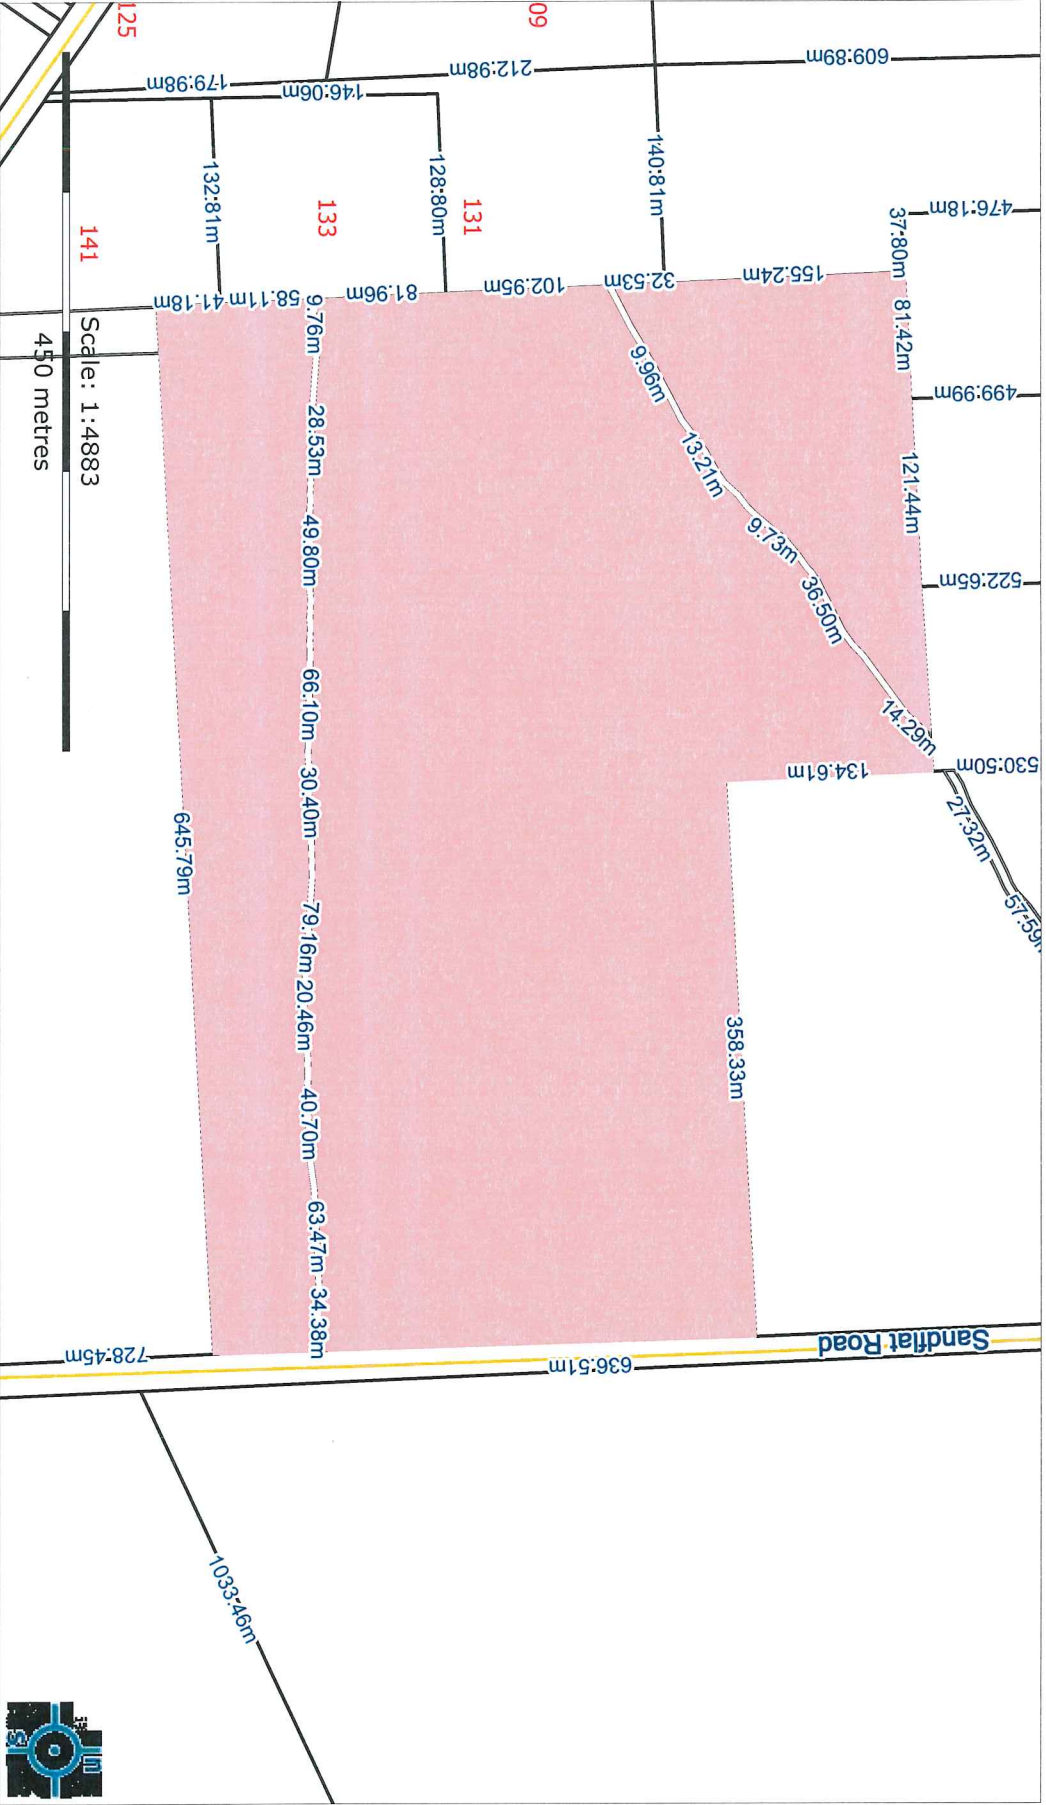 125
09
609.89m
212.98m
179.98m
146.06m
132.81m
128.80m
140.81m
133
131
141
476.18m
37.80m
155.24m
32.53m
102.95m
81.96m
58.11m
41.18m
9.76m
81.42m
499.99m
Scale: 1:4883
450 metres
9.96m
28.53m
13.21m
121.44m
49.80m
9.73m
36.50m
522.65m
66.10m
14.29m
530.50m
134.61m
30.40m
27.32m
645.79m
79.16m
57.59m
20.46m
358.33m
40.70m
63.47m
34.38m
Sandflat Road
728.45m
636.51m
1033.46m